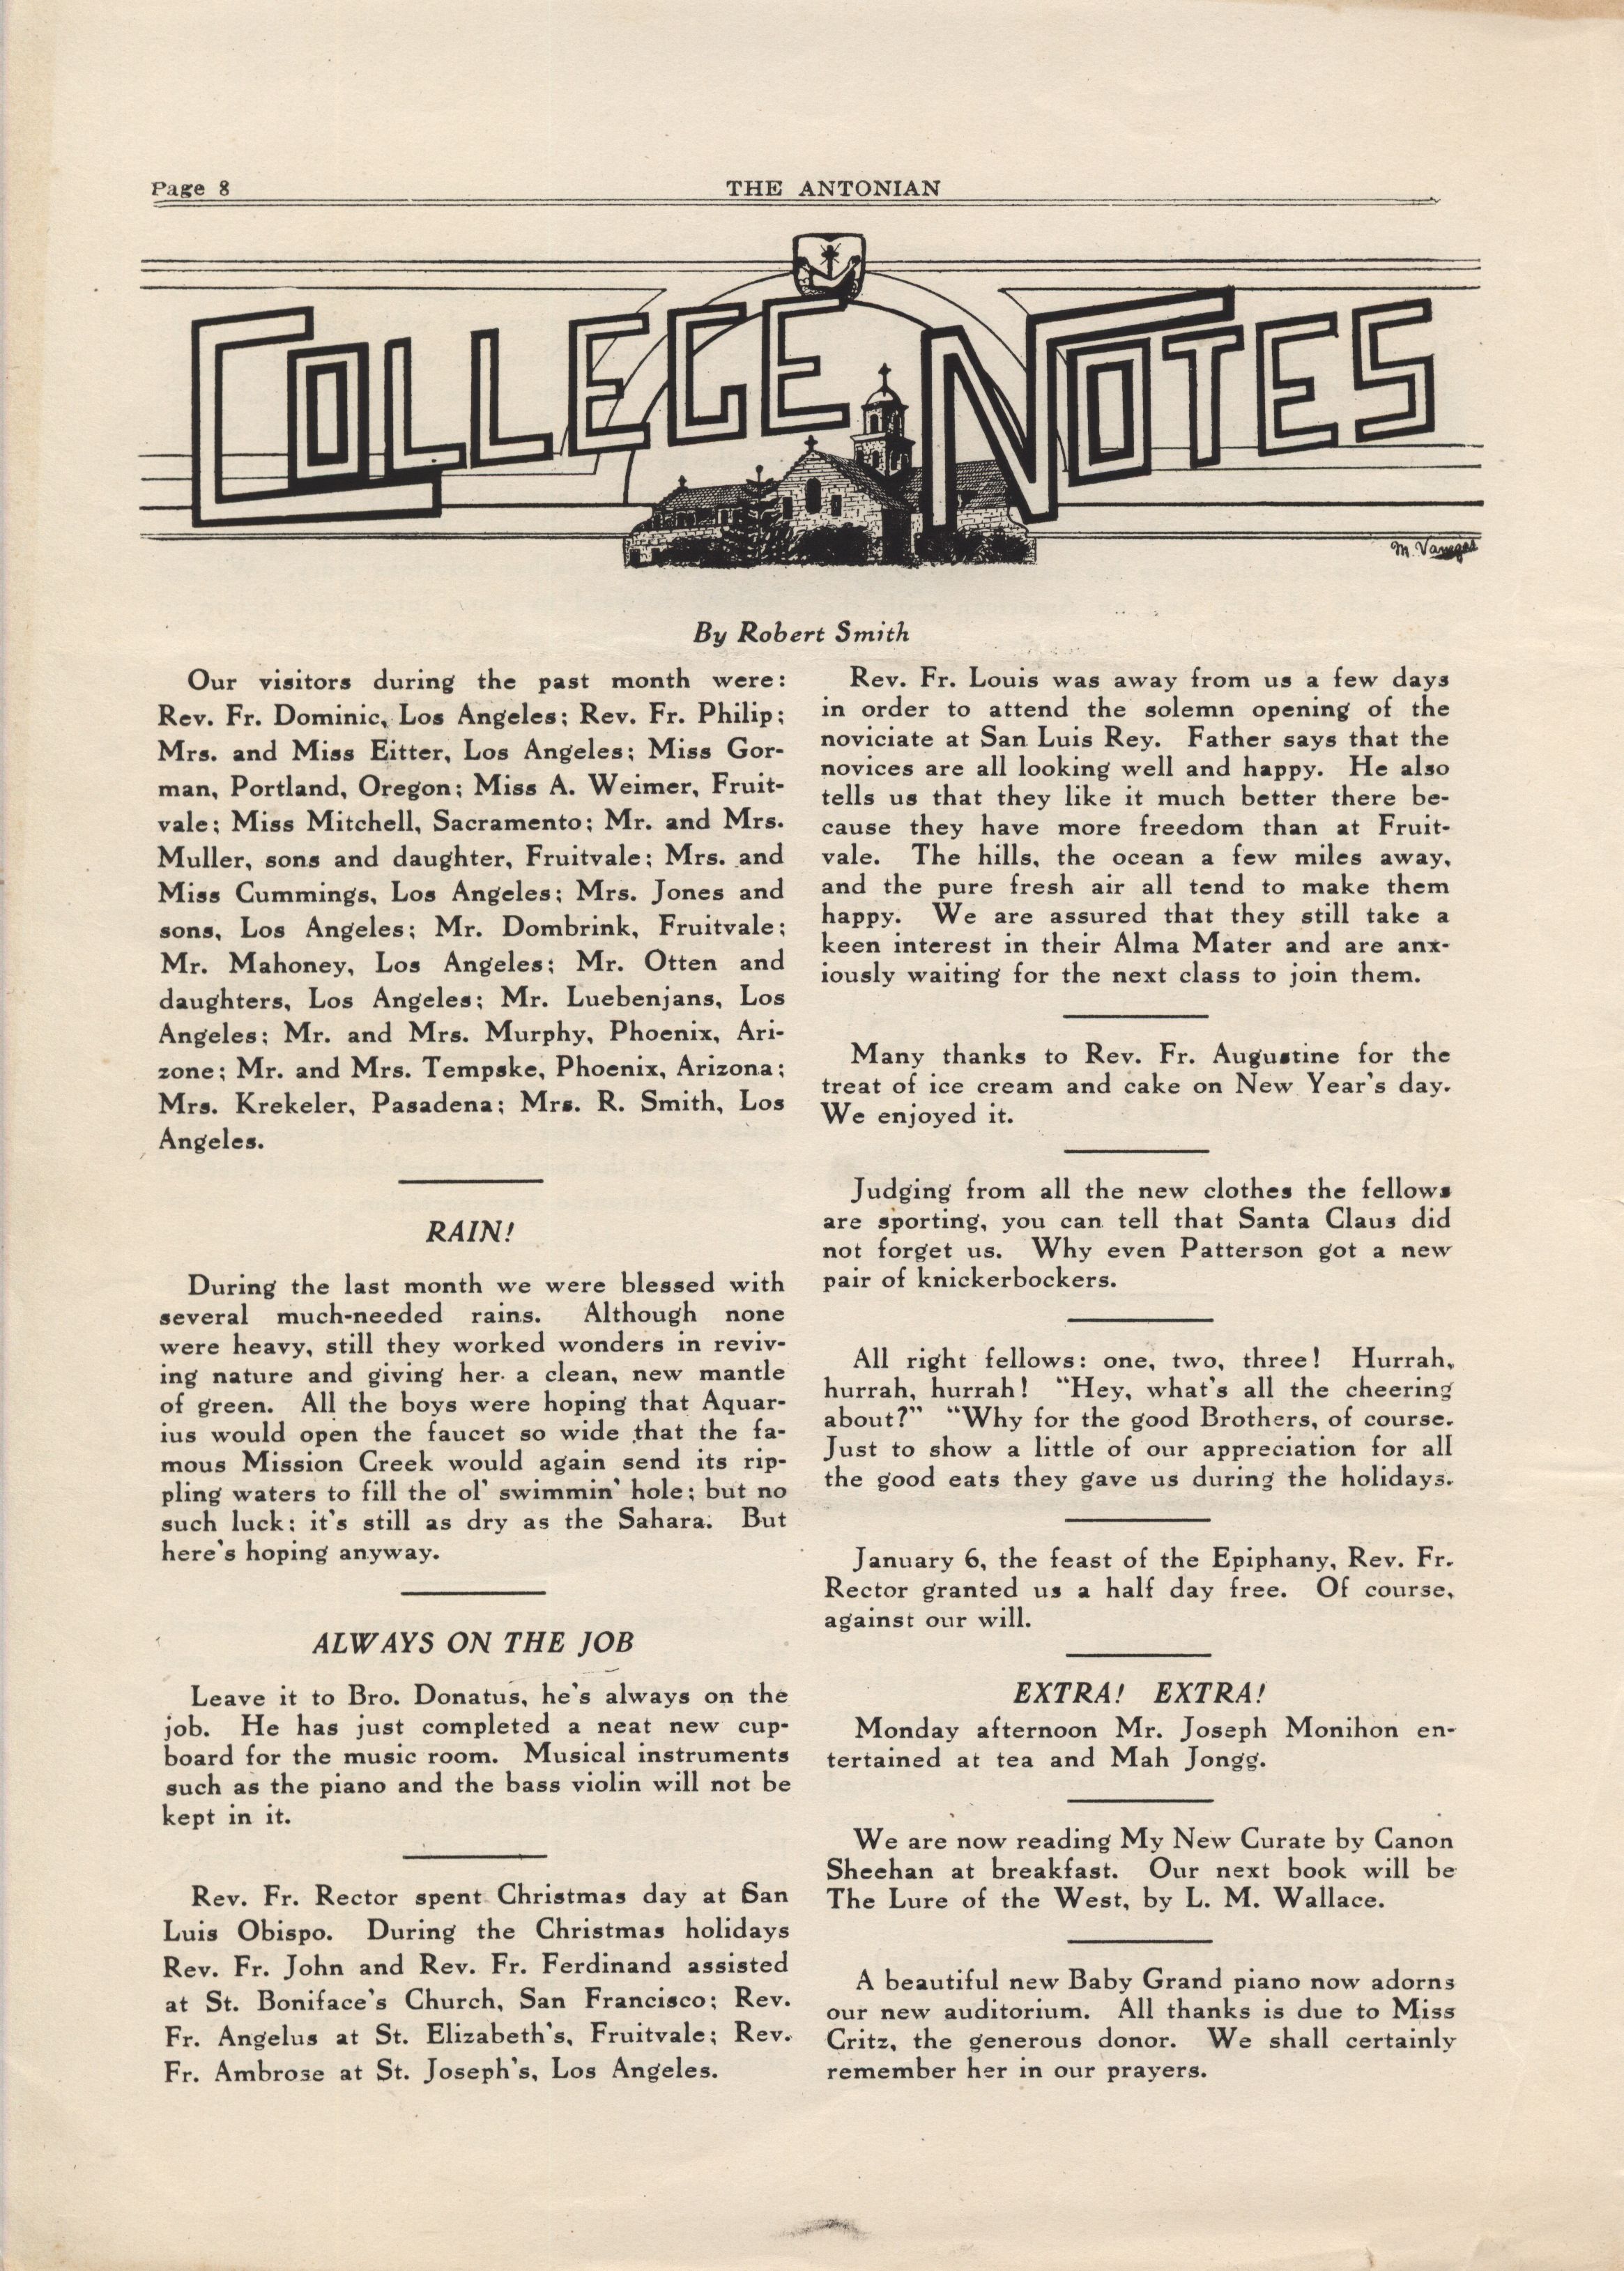 Page 8
THE ANTONIAN
COLLEGE NOTES
M. Vanegas
By Robert Smith
Our visitors during the past month were:
Rev. Fr. Dominic, Los Angeles; Rev. Fr. Philip;
Mrs. and Miss Eitter, Los Angeles; Miss Gor-
man, Portland, Oregon; Miss A. Weimer, Fruit-
vale; Miss Mitchell, Sacramento; Mr. and Mrs.
Muller, sons and daughter, Fruitvale; Mrs. and
Miss Cummings, Los Angeles; Mrs. Jones and
sons, Los Angeles; Mr. Dombrink, Fruitvale;
Mr. Mahoney, Los Angeles; Mr. Otten and
daughters, Los Angeles; Mr. Luebenjans, Los
Angeles; Mr. and Mrs. Murphy, Phoenix, Ari-
zone; Mr. and Mrs. Tempske, Phoenix, Arizona;
Mrs. Krekeler, Pasadena; Mrs. R. Smith, Los
Angeles.
RAIN!
During the last month we were blessed with
several much-needed rains. Although none
were heavy, still they worked wonders in reviv-
ing nature and giving her a clean, new mantle
of green. All the boys were hoping that Aquar-
ius would open the faucet so wide that the fa-
mous Mission Creek would again send its rip-
pling waters to fill the ol' swimmin' hole; but no
such luck; it's still as dry as the Sahara. But
here's hoping anyway.
ALWAYS ON THE JOB
Leave it to Bro. Donatus, he's always on the
job. He has just completed a neat new cup-
board for the music room. Musical instruments
such as the piano and the bass violin will not be
kept in it.
Rev. Fr. Rector spent Christmas day at San
Luis Obispo. During the Christmas holidays
Rev. Fr. John and Rev. Fr. Ferdinand assisted
at St. Boniface's Church, San Francisco; Rev.
Fr. Angelus at St. Elizabeth's, Fruitvale; Rev.
Fr. Ambrose at St. Joseph's, Los Angeles.
Rev. Fr. Louis was away from us a few days
in order to attend the solemn opening of the
noviciate at San Luis Rey. Father says that the
novices are all looking well and happy. He also
tells us that they like it much better there be-
cause they have more freedom than at Fruit-
vale. The hills, the ocean a few miles away,
and the pure fresh air all tend to make them
happy. We are assured that they still take a
keen interest in their Alma Mater and are anx-
iously waiting for the next class to join them.
Many thanks to Rev. Fr. Augustine for the
treat of ice cream and cake on New Year's day.
We enjoyed it.
Judging from all the new clothes the fellows
are sporting, you can tell that Santa Claus did
not forget us. Why even Patterson got a new
pair of knickerbockers.
All right fellows: one, two, three! Hurrah,
hurrah, hurrah! "Hey, what's all the cheering
about?" "Why for the good Brothers, of course.
Just to show a little of our appreciation for all
the good eats they gave us during the holidays.
January 6, the feast of the Epiphany, Rev. Fr.
Rector granted us a half day free. Of course,
against our will.
EXTRA! EXTRA!
Monday afternoon Mr. Joseph Monihon en-
tertained at tea and Mah Jongg.
We are now reading My New Curate by Canon
Sheehan at breakfast. Our next book will be
The Lure of the West, by L. M. Wallace.
A beautiful new Baby Grand piano now adorns
our new auditorium. All thanks is due to Miss
Critz, the generous donor. We shall certainly
remember her in our prayers.